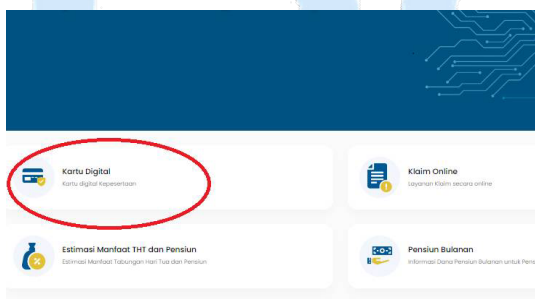 Kartu Digital
Kartu digital Kepesertaan
Klaim Online
Layanan Klaim secara online
Estimasi Manfaat THT dan Pensiun
Estimasi Manfaat Tabungan Hari Tua dan Pensiun
Pensiun Bulanan
Informasi Dana Pensiun Bulanan untuk Pens